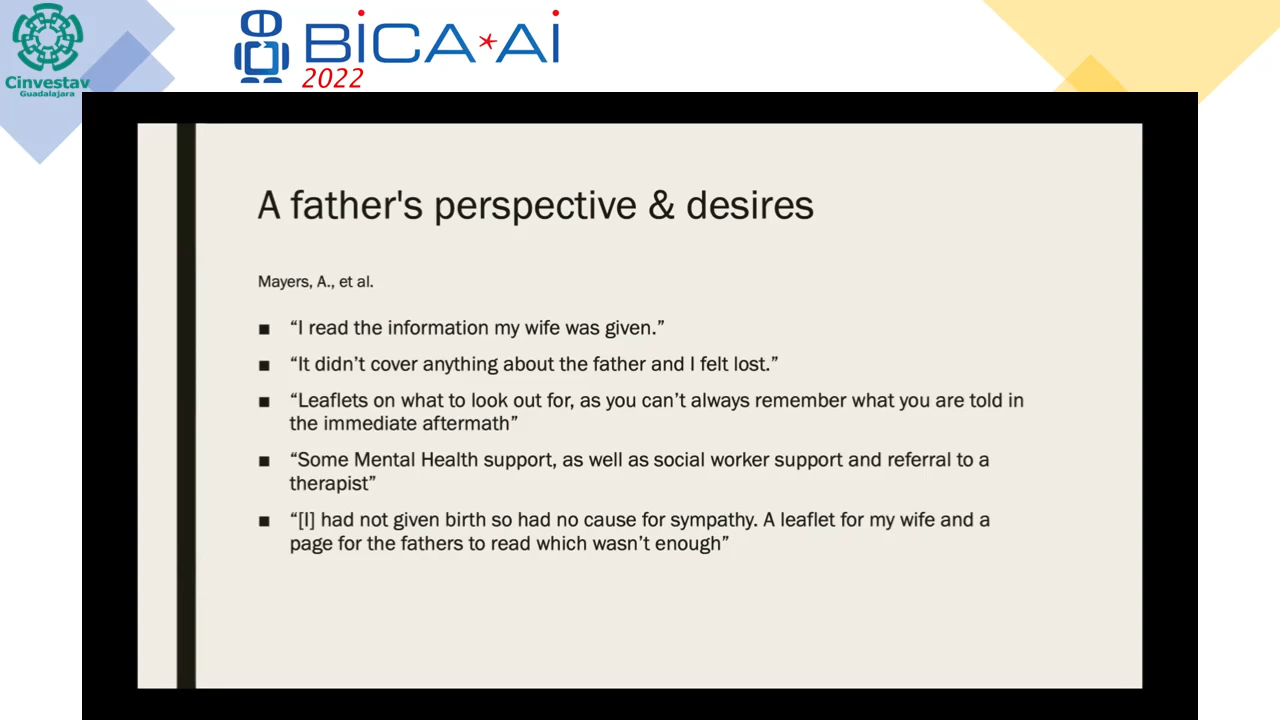 Cinvestav
Guadalajara
BiCA*Ai
2022
A father's perspective & desires
Mayers, A., et al.
■ “I read the information my wife was given.”
■ “It didn’t cover anything about the father and I felt lost.”
■ “Leaflets on what to look out for, as you can’t always remember what you are told in
the immediate aftermath”
■ “Some Mental Health support, as well as social worker support and referral to a
therapist”
■ “[I] had not given birth so had no cause for sympathy. A leaflet for my wife and a
page for the fathers to read which wasn’t enough”